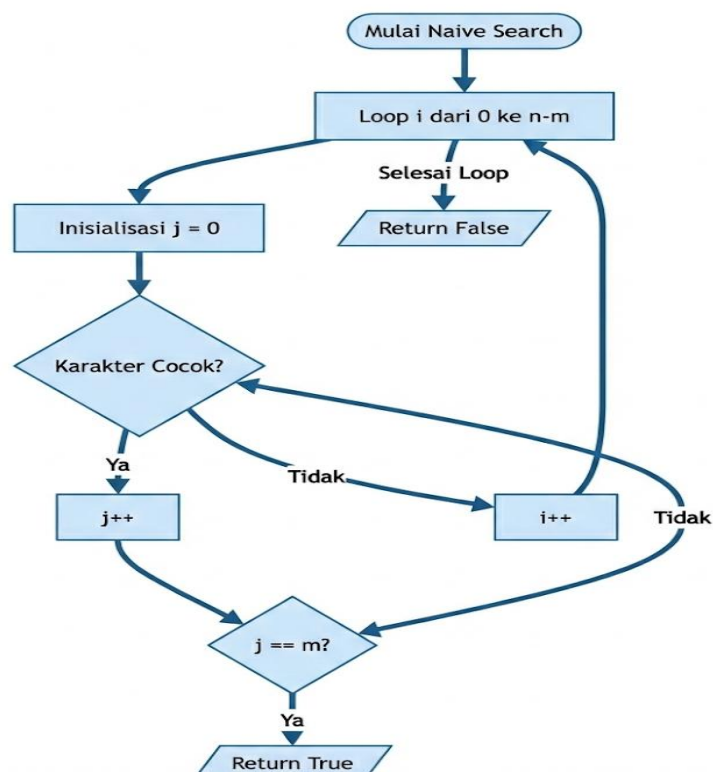 Mulai Naive Search
Loop i dari 0 ke n-m
Selesai Loop
Return False
Inisialisasi j = 0
Karakter Cocok?
Ya
Tidak
j++
i++
Tidak
j == m?
Ya
Return True